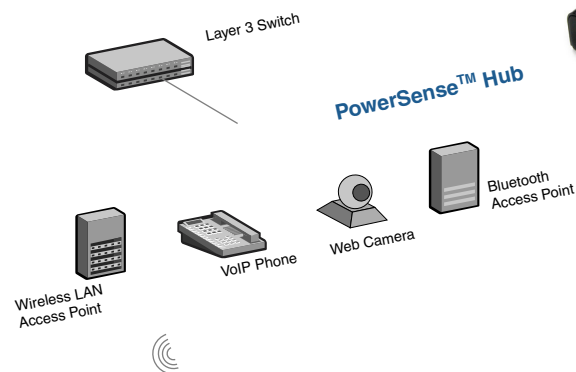 Layer 3 Switch
PowerSense™ Hub
Bluetooth
Access Point
Web Camera
VoIP Phone
Wireless LAN
Access Point